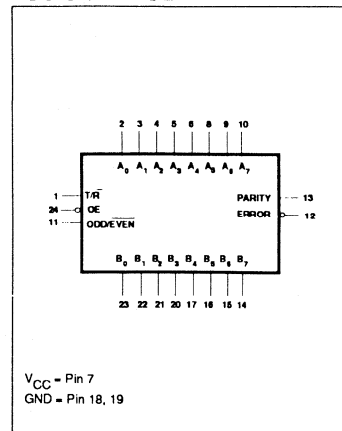 2 3 4 5 6 8 9 10
A0 A1 A2 A3 A4 A5 A6 A7
1 T/R̅
24 OE
11 ODD/E̅V̅E̅N̅
PARITY 13
ERROR 12
B0 B1 B2 B3 B4 B5 B6 B7
23 22 21 20 17 16 15 14
VCC = Pin 7
GND = Pin 18, 19